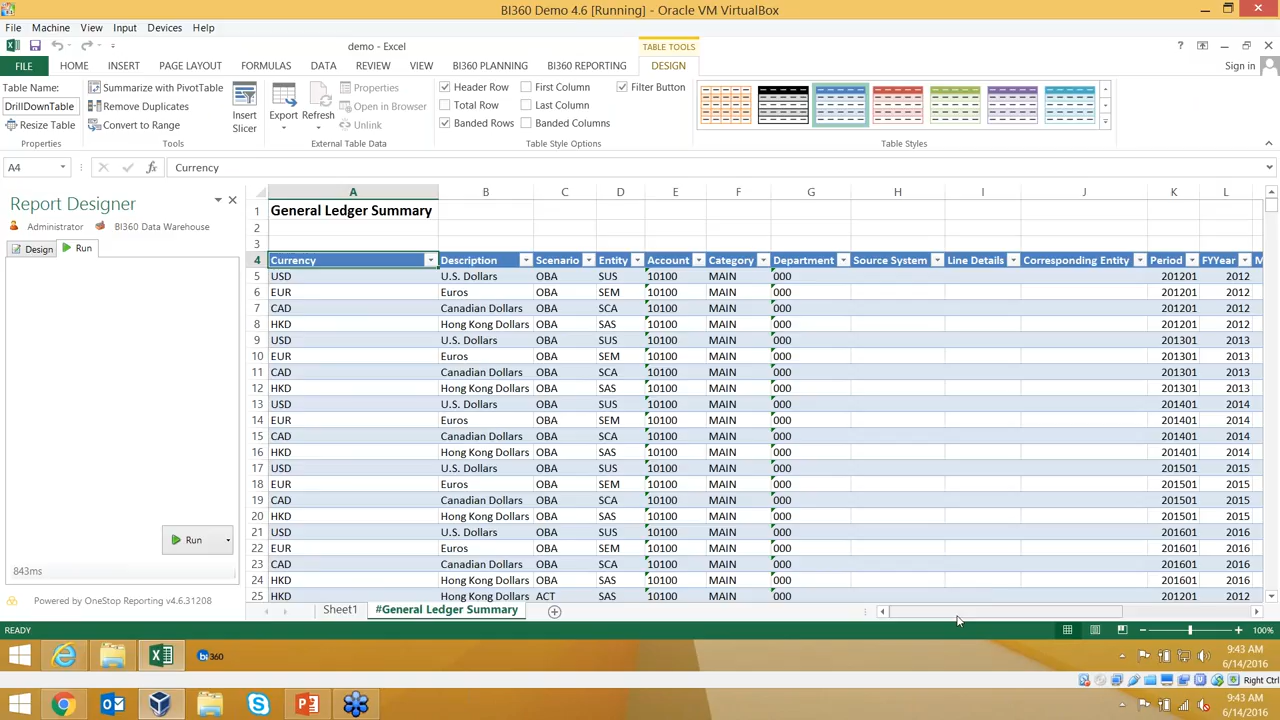 BI360 Demo 4.6 [Running] - Oracle VM VirtualBox
File Machine View Input Devices Help
demo - Excel
TABLE TOOLS
Sign in
FILE HOME INSERT PAGE LAYOUT FORMULAS DATA REVIEW VIEW BI360 PLANNING BI360 REPORTING DESIGN
Table Name:
DrillDownTable
Resize Table
Properties
Summarize with PivotTable
Remove Duplicates
Convert to Range
Tools
Insert
Slicer
Export
Refresh
Properties
Open in Browser
Unlink
External Table Data
Header Row First Column Filter Button
Total Row Last Column
Banded Rows Banded Columns
Table Style Options
Table Styles
A4 fx Currency
Report Designer
Administrator BI360 Data Warehouse
Design Run
Run
843ms
Powered by OneStop Reporting v4.6.31208
A B C D E F G H I J K L
1 General Ledger Summary
2
3
4 Currency Description Scenario Entity Account Category Department Source System Line Details Corresponding Entity Period FYYear M
5 USD U.S. Dollars OBA SUS 10100 MAIN 000 201201 2012
6 EUR Euros OBA SEM 10100 MAIN 000 201201 2012
7 CAD Canadian Dollars OBA SCA 10100 MAIN 000 201201 2012
8 HKD Hong Kong Dollars OBA SAS 10100 MAIN 000 201201 2012
9 USD U.S. Dollars OBA SUS 10100 MAIN 000 201301 2013
10 EUR Euros OBA SEM 10100 MAIN 000 201301 2013
11 CAD Canadian Dollars OBA SCA 10100 MAIN 000 201301 2013
12 HKD Hong Kong Dollars OBA SAS 10100 MAIN 000 201301 2013
13 USD U.S. Dollars OBA SUS 10100 MAIN 000 201401 2014
14 EUR Euros OBA SEM 10100 MAIN 000 201401 2014
15 CAD Canadian Dollars OBA SCA 10100 MAIN 000 201401 2014
16 HKD Hong Kong Dollars OBA SAS 10100 MAIN 000 201401 2014
17 USD U.S. Dollars OBA SUS 10100 MAIN 000 201501 2015
18 EUR Euros OBA SEM 10100 MAIN 000 201501 2015
19 CAD Canadian Dollars OBA SCA 10100 MAIN 000 201501 2015
20 HKD Hong Kong Dollars OBA SAS 10100 MAIN 000 201501 2015
21 USD U.S. Dollars OBA SUS 10100 MAIN 000 201601 2016
22 EUR Euros OBA SEM 10100 MAIN 000 201601 2016
23 CAD Canadian Dollars OBA SCA 10100 MAIN 000 201601 2016
24 HKD Hong Kong Dollars OBA SAS 10100 MAIN 000 201601 2016
25 HKD Hong Kong Dollars ACT SAS 10100 MAIN 000 201201 2012
Sheet1 #General Ledger Summary
READY 100%
bi360
9:43 AM
6/14/2016
Right Ctrl
9:43 AM
6/14/2016